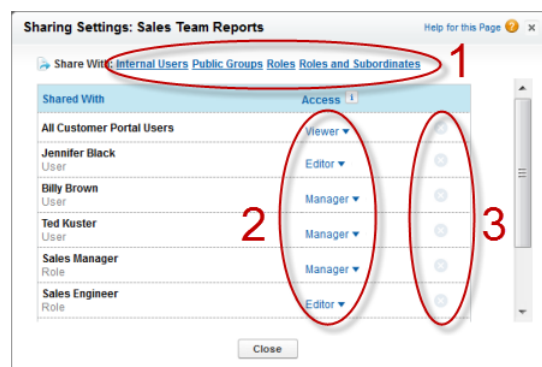 Sharing Settings: Sales Team Reports
Help for this Page ? ×
Share With: Internal Users Public Groups Roles Roles and Subordinates
1
Shared With Access i
All Customer Portal Users Viewer ▼
Jennifer Black
User
Editor ▼
Billy Brown
User
Manager ▼
Ted Kuster
User
Manager ▼
2
3
Sales Manager
Role
Manager ▼
Sales Engineer
Role
Editor ▼
Close